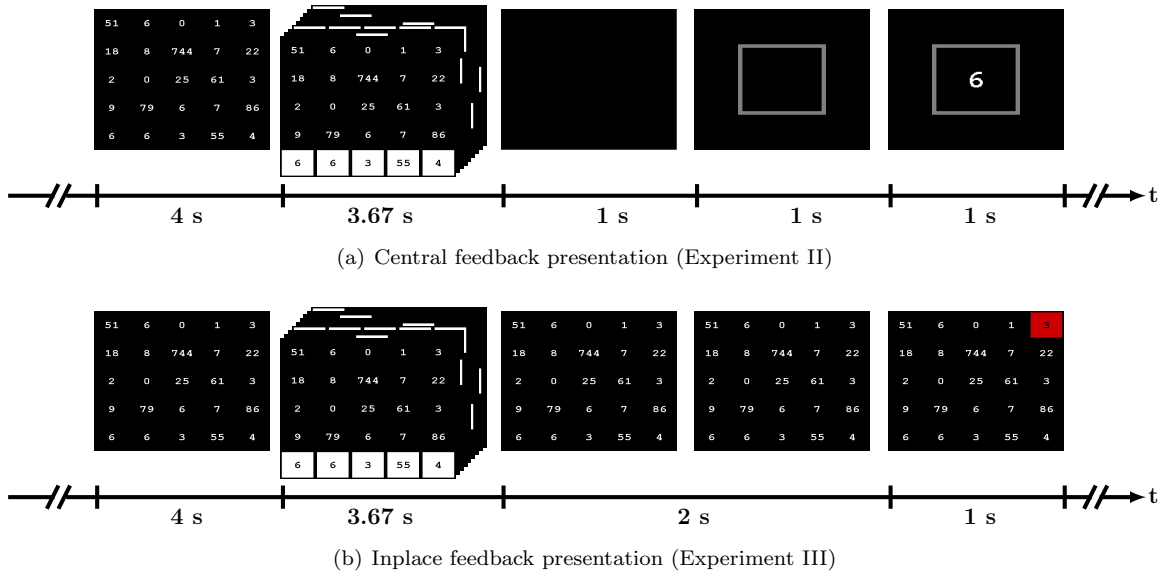 51 6 0 1 3 51 6 0 1 3
18 8 744 7 22 18 8 744 7 22
2 0 25 61 3 2 0 25 61 3 6
9 79 6 7 86 9 79 6 7 86
6 6 3 55 4 6 6 3 55 4
t
4 s 3.67 s 1 s 1 s 1 s
(a) Central feedback presentation (Experiment II)
51 6 0 1 3 51 6 0 1 3 51 6 0 1 3 51 6 0 1 3 51 6 0 1 3
18 8 744 7 22 18 8 744 7 22 18 8 744 7 22 18 8 744 7 22 18 8 744 7 22
2 0 25 61 3 2 0 25 61 3 2 0 25 61 3 2 0 25 61 3 2 0 25 61 3
9 79 6 7 86 9 79 6 7 86 9 79 6 7 86 9 79 6 7 86 9 79 6 7 86
6 6 3 55 4 6 6 3 55 4 6 6 3 55 4 6 6 3 55 4 6 6 3 55 4
t
4 s 3.67 s 2 s 1 s
(b) Inplace feedback presentation (Experiment III)